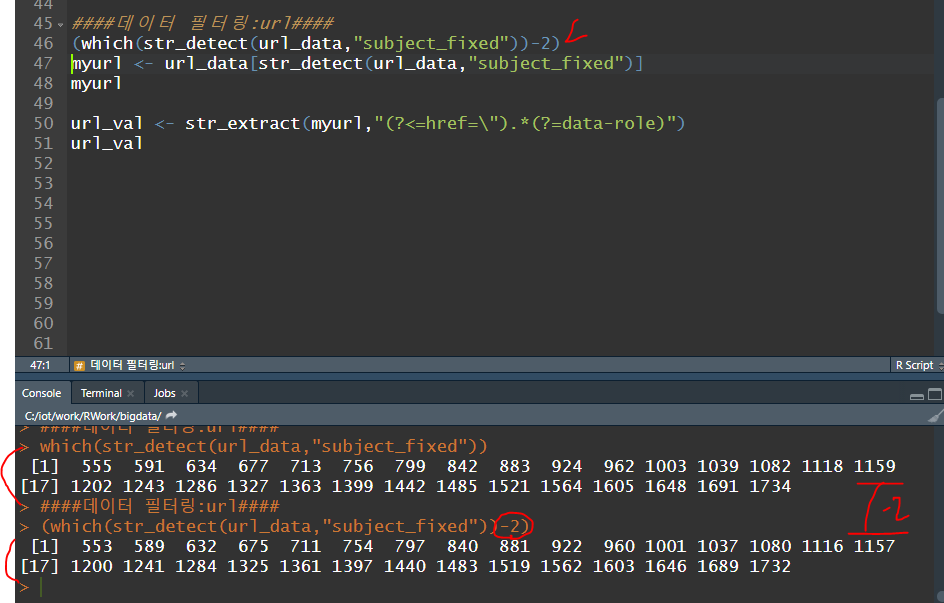 44
45 ####데이터 필터링:url####
46 (which(str_detect(url_data,"subject_fixed"))-2)
47 myurl <- url_data[str_detect(url_data,"subject_fixed")]
48 myurl
49
50 url_val <- str_extract(myurl,"(?<=href=\").*(?=data-role)")
51 url_val
52
53
54
55
56
57
58
59
60
61
47:1 # 데이터 필터링:url R Script
Console Terminal Jobs
C:/iot/work/RWork/bigdata/
> ####데이터 필터링:url####
> which(str_detect(url_data,"subject_fixed"))
[1] 555 591 634 677 713 756 799 842 883 924 962 1003 1039 1082 1118 1159
[17] 1202 1243 1286 1327 1363 1399 1442 1485 1521 1564 1605 1648 1691 1734
> ####데이터 필터링:url####
> (which(str_detect(url_data,"subject_fixed"))-2)
-2
[1] 553 589 632 675 711 754 797 840 881 922 960 1001 1037 1080 1116 1157
[17] 1200 1241 1284 1325 1361 1397 1440 1483 1519 1562 1603 1646 1689 1732
>